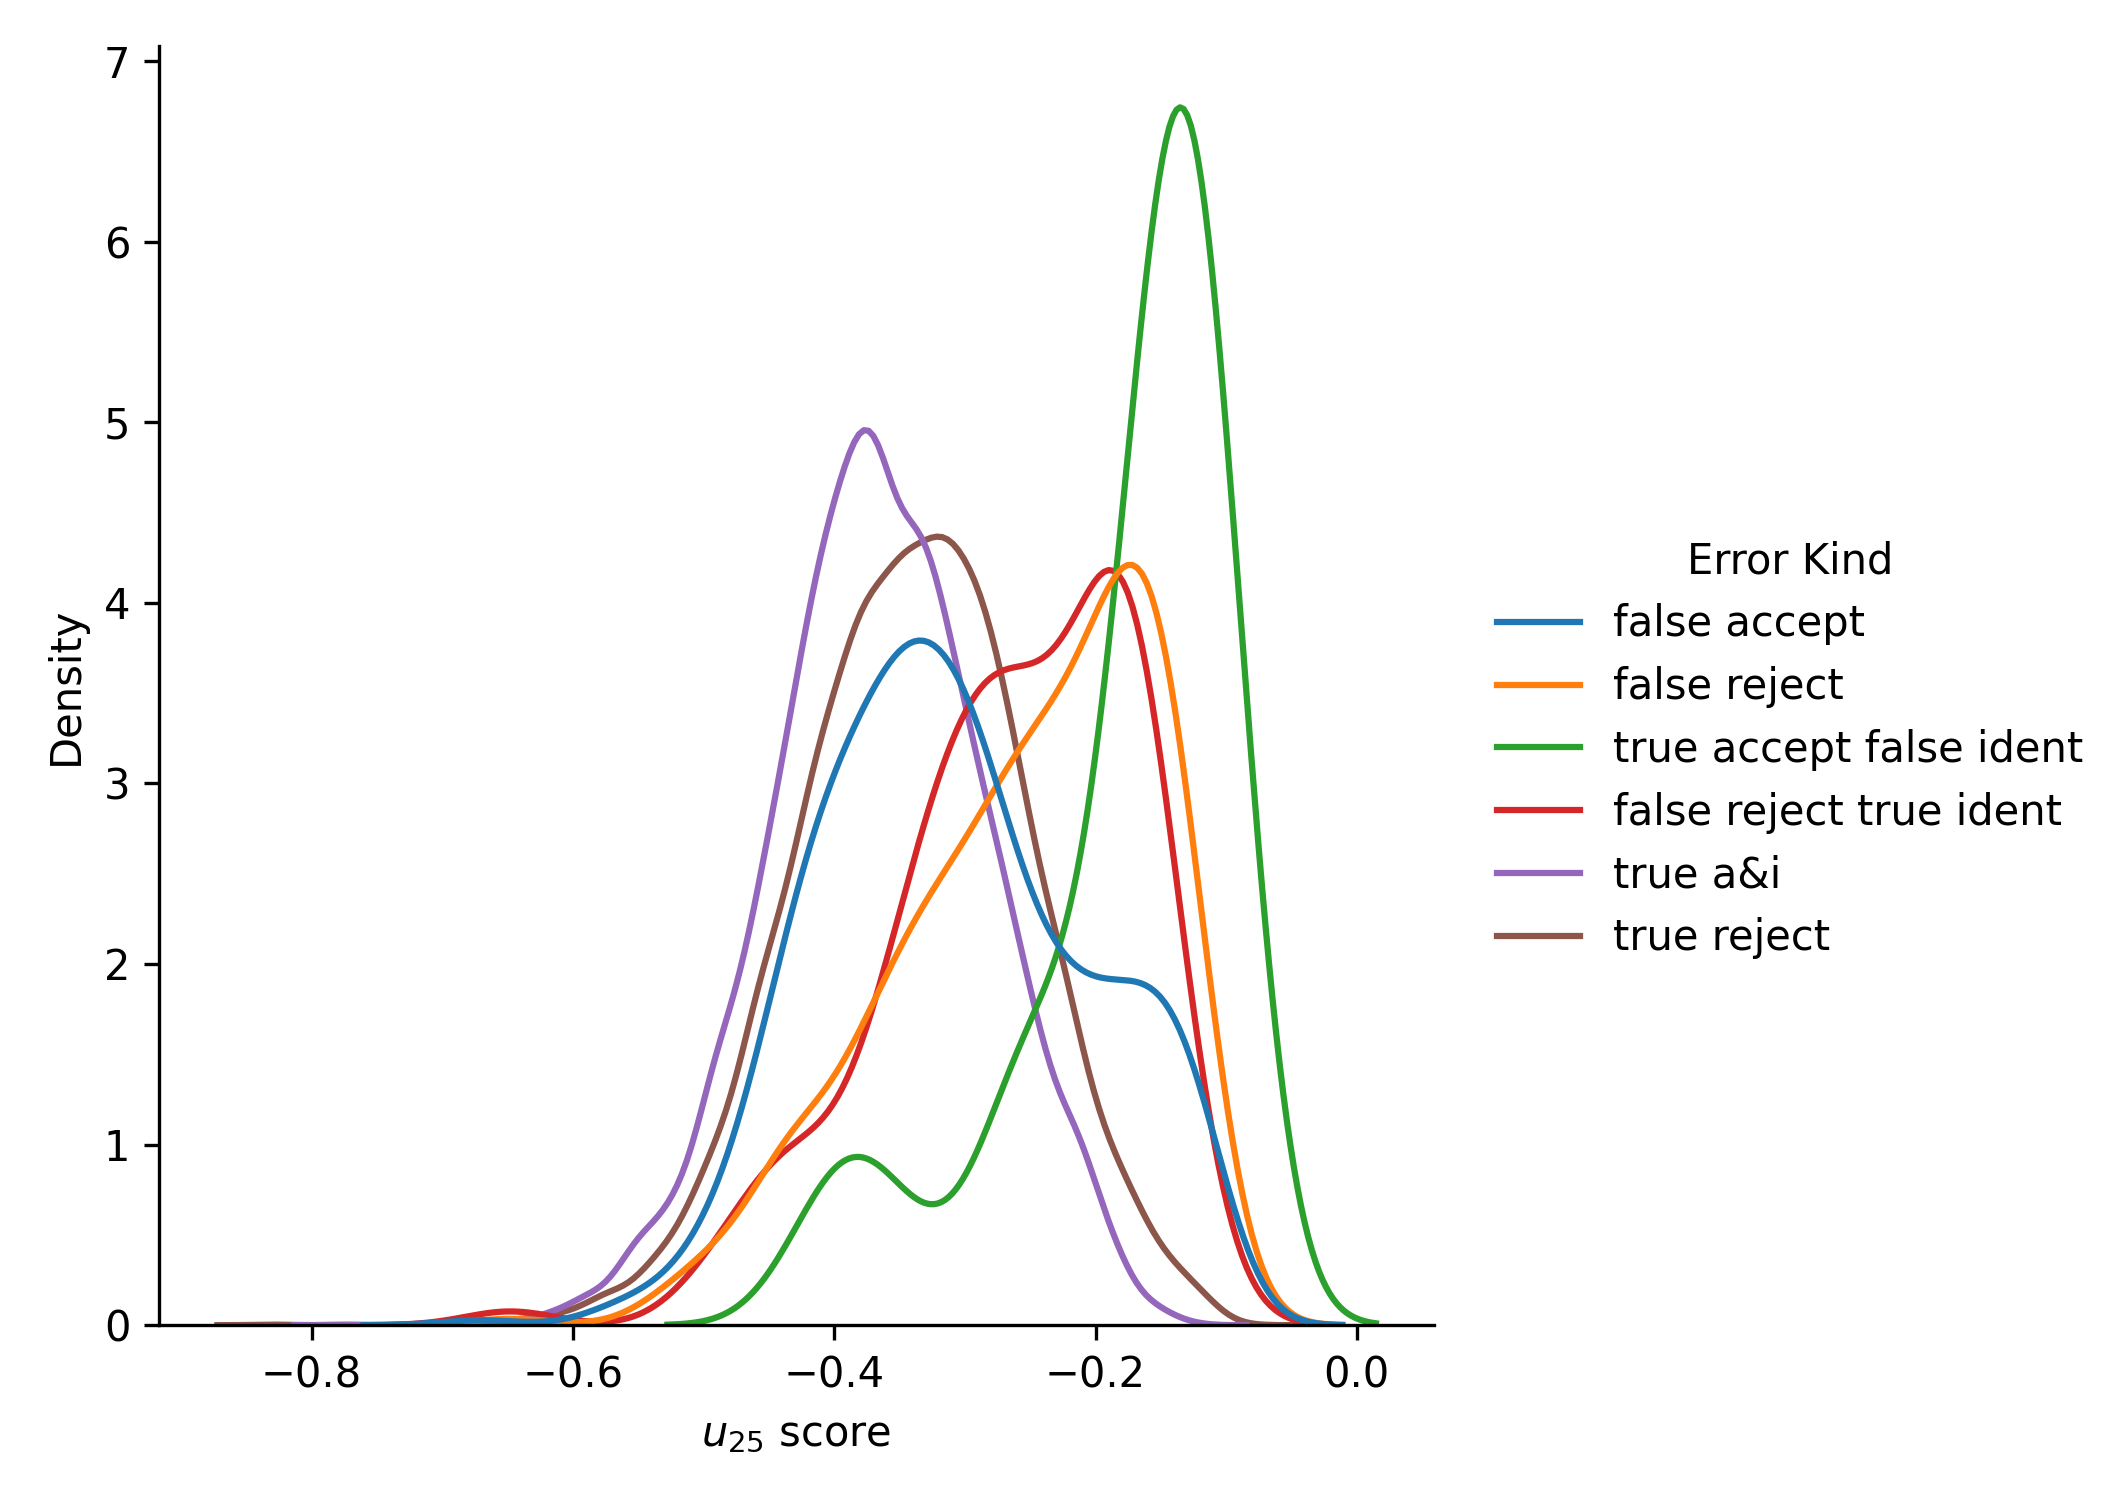 7
6
5
4
3
2
1
0
Density
−0.8 −0.6 −0.4 −0.2 0.0
u₂₅ score
Error Kind
false accept
false reject
true accept false ident
false reject true ident
true a&i
true reject